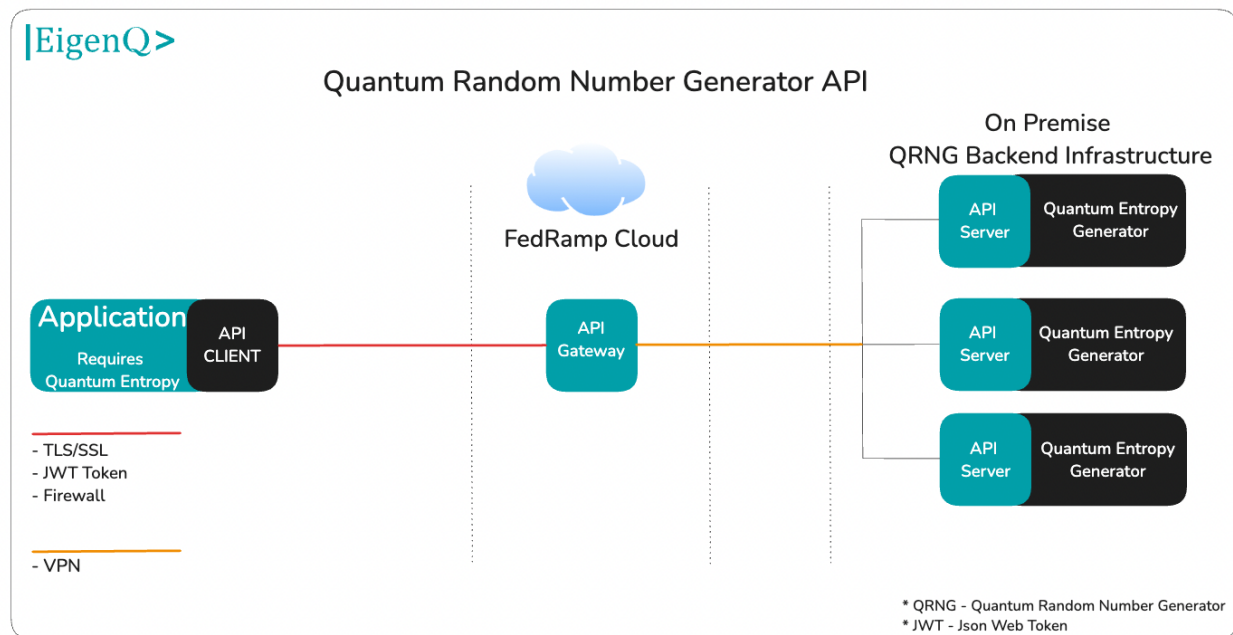 |EigenQ>
Quantum Random Number Generator API
On Premise
QRNG Backend Infrastructure
FedRamp Cloud
Application
Requires
Quantum Entropy
API
CLIENT
API
Gateway
API
Server
Quantum Entropy
Generator
API
Server
Quantum Entropy
Generator
API
Server
Quantum Entropy
Generator
- TLS/SSL
- JWT Token
- Firewall
- VPN
* QRNG - Quantum Random Number Generator
* JWT - Json Web Token